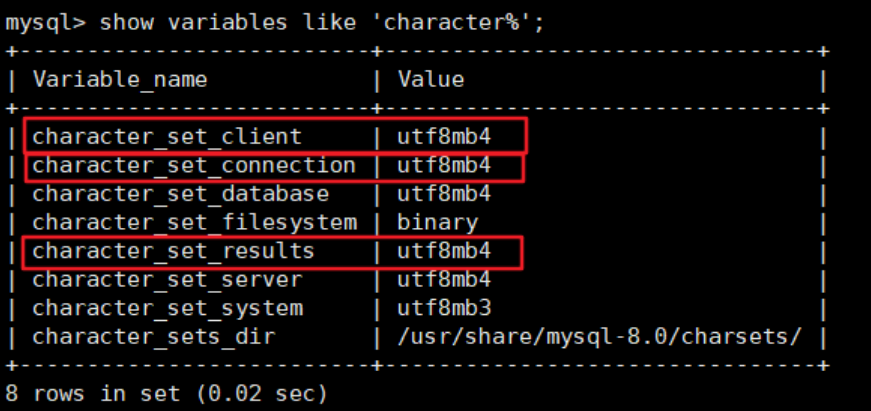 mysql> show variables like 'character%';
+--------------------------+--------------------------------+
| Variable_name            | Value                          |
+--------------------------+--------------------------------+
| character_set_client     | utf8mb4                        |
| character_set_connection | utf8mb4                        |
| character_set_database   | utf8mb4                        |
| character_set_filesystem | binary                         |
| character_set_results    | utf8mb4                        |
| character_set_server     | utf8mb4                        |
| character_set_system     | utf8mb3                        |
| character_sets_dir       | /usr/share/mysql-8.0/charsets/ |
+--------------------------+--------------------------------+
8 rows in set (0.02 sec)